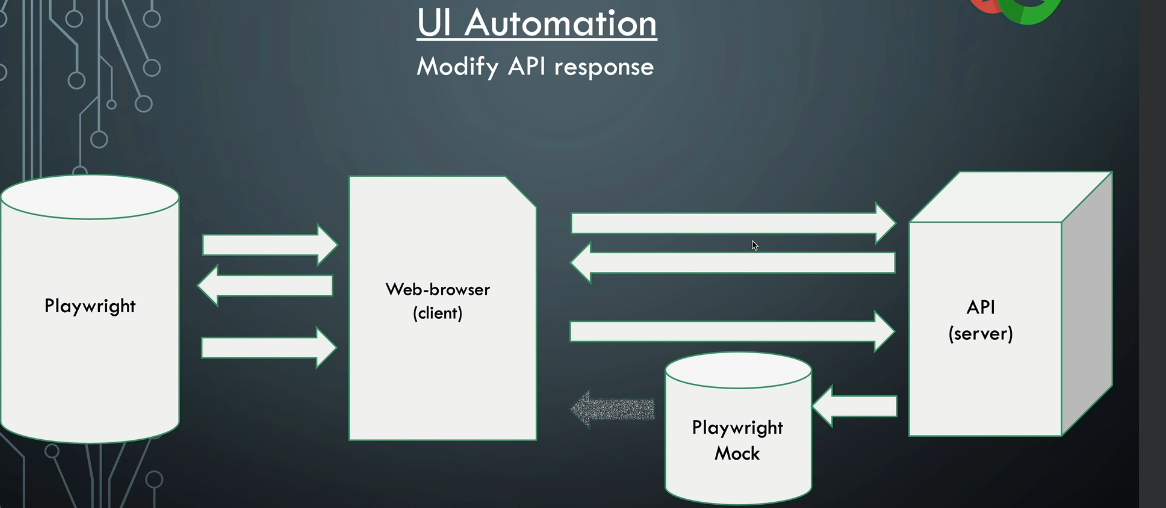 UI Automation
Modify API response
Playwright
Web-browser
(client)
API
(server)
Playwright
Mock